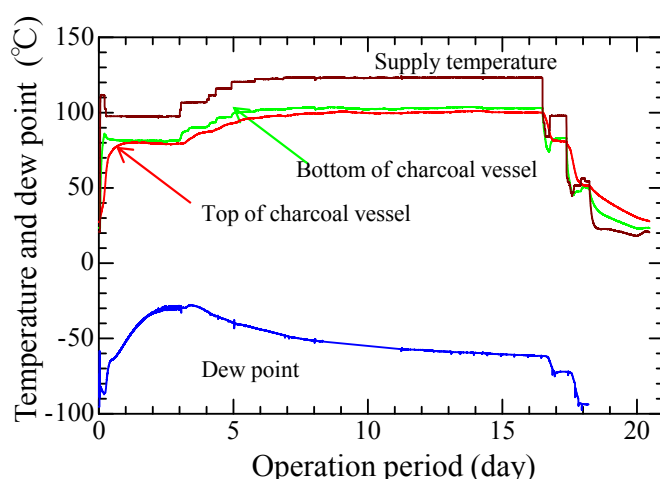 Temperature and dew point (℃)
150
100
50
0
-50
-100
Supply temperature
Bottom of charcoal vessel
Top of charcoal vessel
Dew point
0 5 10 15 20
Operation period (day)